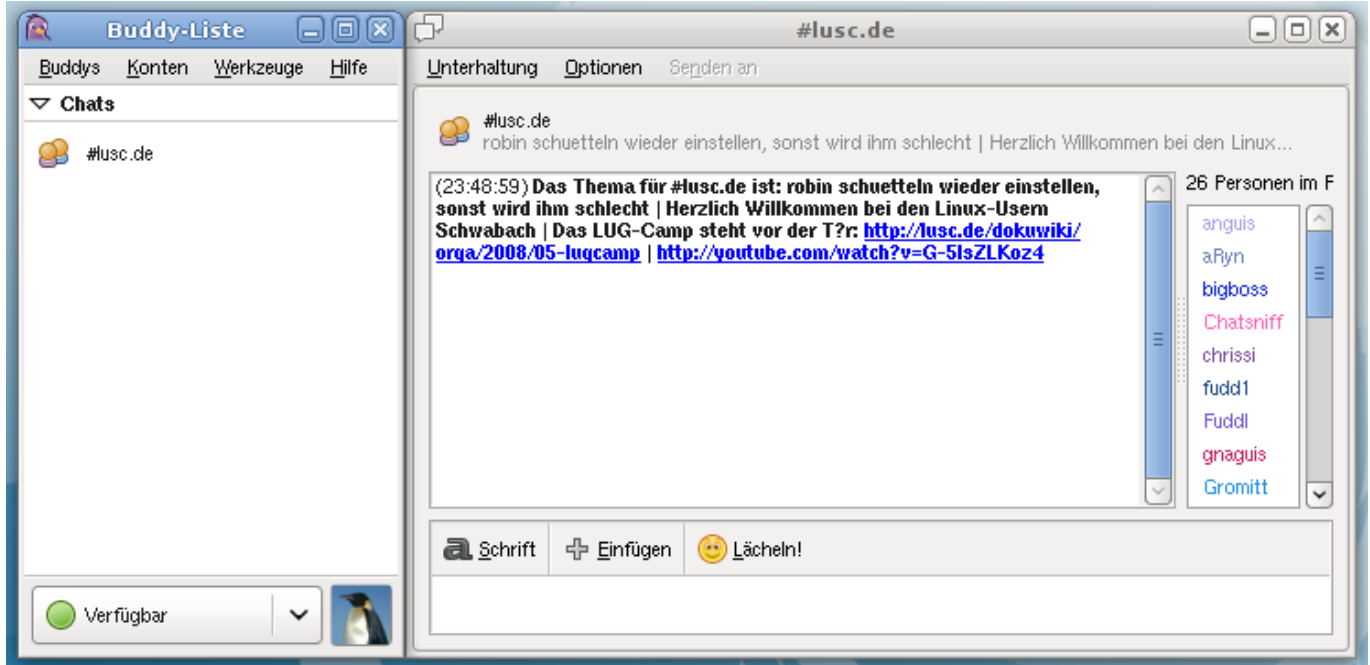 Buddy-Liste
Buddys Konten Werkzeuge Hilfe
Chats
#lusc.de
Verfügbar
#lusc.de
Unterhaltung Optionen Senden an
#lusc.de
robin schuetteln wieder einstellen, sonst wird ihm schlecht | Herzlich Willkommen bei den Linux...
(23:48:59) Das Thema für #lusc.de ist: robin schuetteln wieder einstellen,
sonst wird ihm schlecht | Herzlich Willkommen bei den Linux-Usern
Schwabach | Das LUG-Camp steht vor der T?r: http://lusc.de/dokuwiki/
orga/2008/05-lugcamp | http://youtube.com/watch?v=G-5IsZLKoz4
26 Personen im F
anguis
aRyn
bigboss
Chatsniff
chrissi
fudd1
Fuddl
gnaguis
Gromitt
Schrift Einfügen Lächeln!